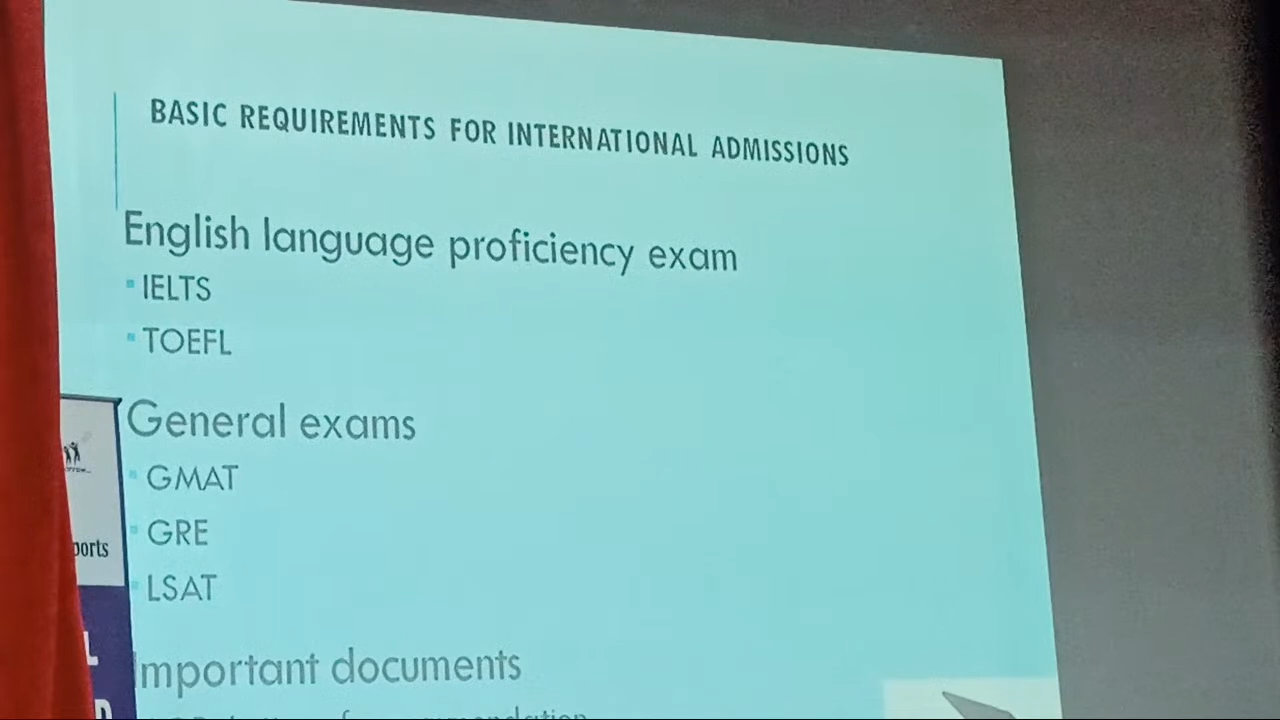 BASIC REQUIREMENTS FOR INTERNATIONAL ADMISSIONS
English language proficiency exam
IELTS
TOEFL
General exams
GMAT
GRE
LSAT
Important documents
ports
L